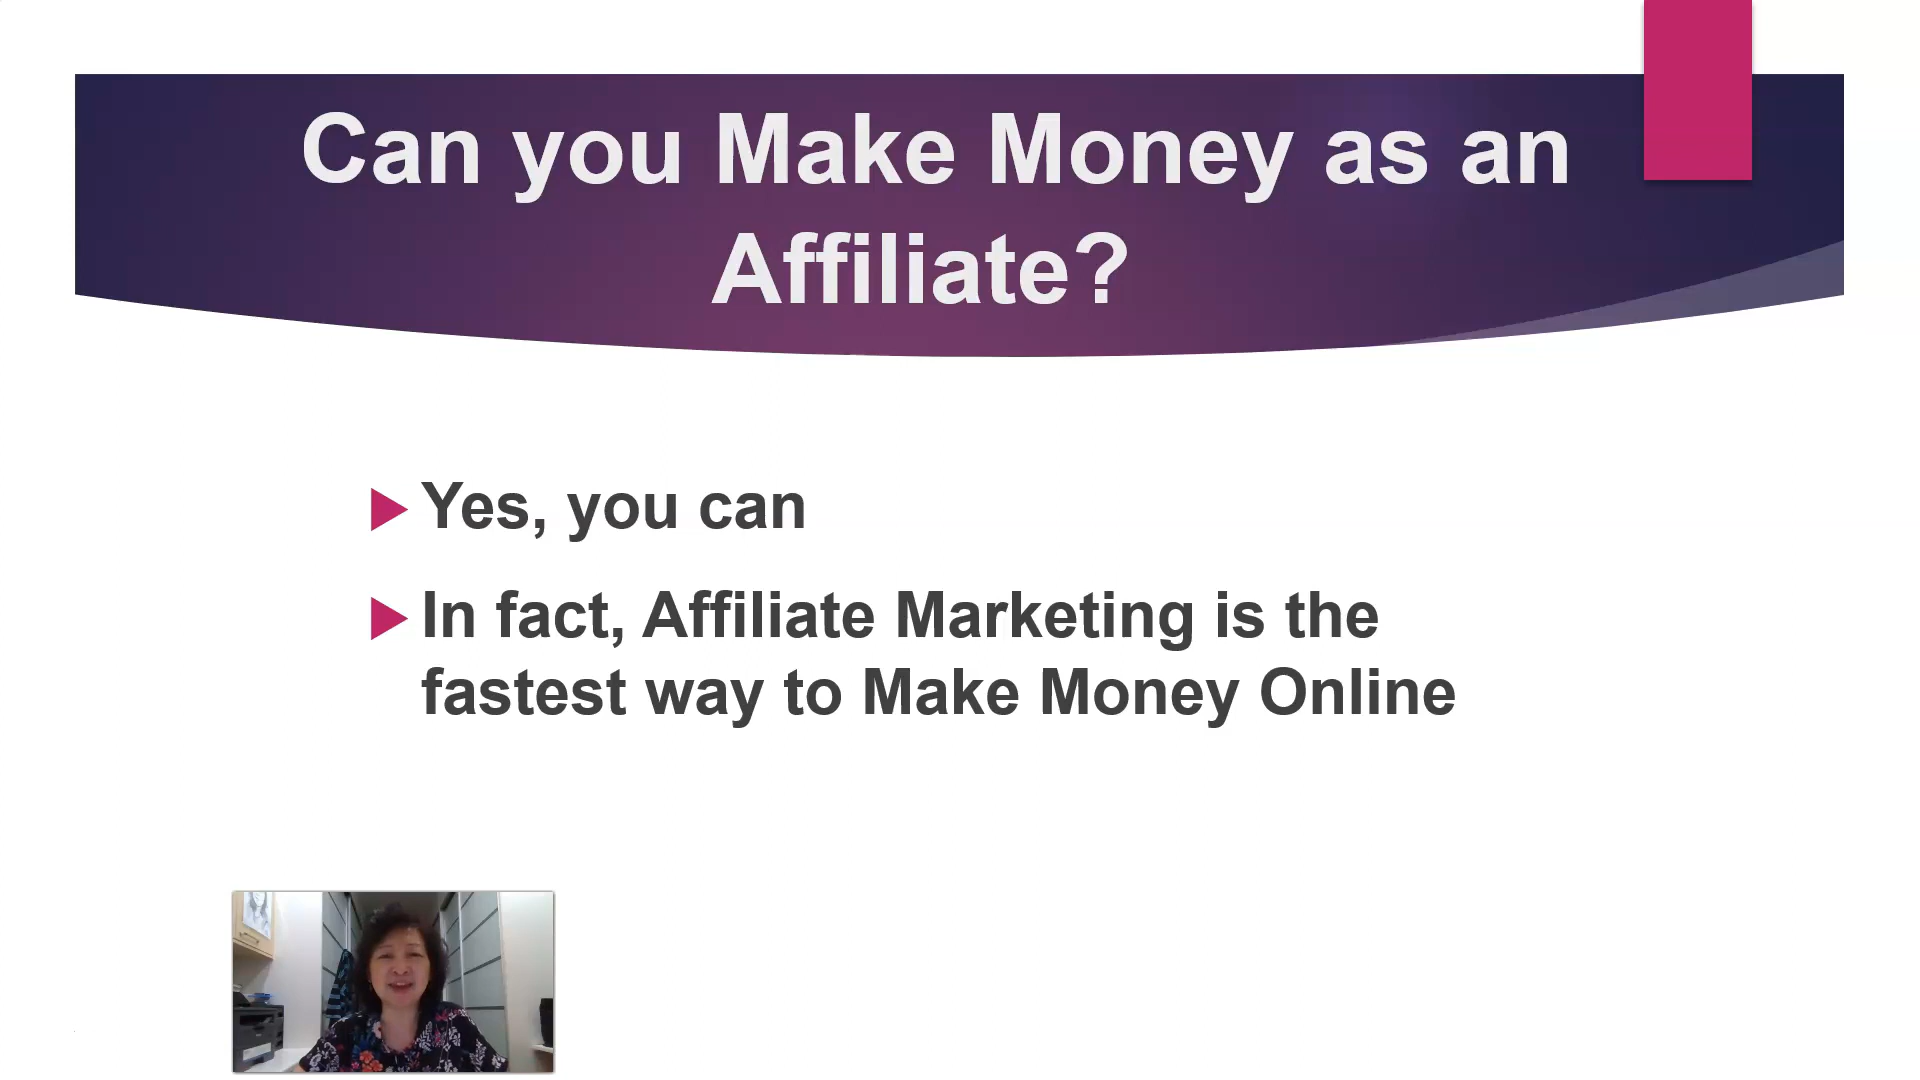 Can you Make Money as an
Affiliate?
Yes, you can
In fact, Affiliate Marketing is the
fastest way to Make Money Online